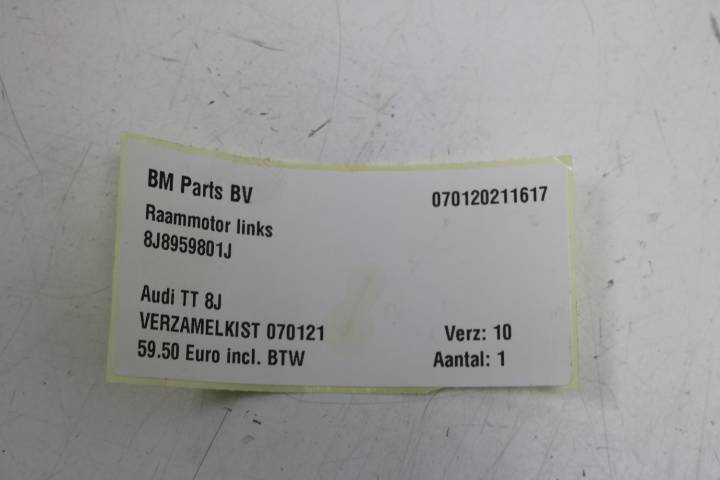 BM Parts BV
070120211617
Raammotor links
8J8959801J
Audi TT 8J
VERZAMELKIST 070121
Verz: 10
59.50 Euro incl. BTW
Aantal: 1